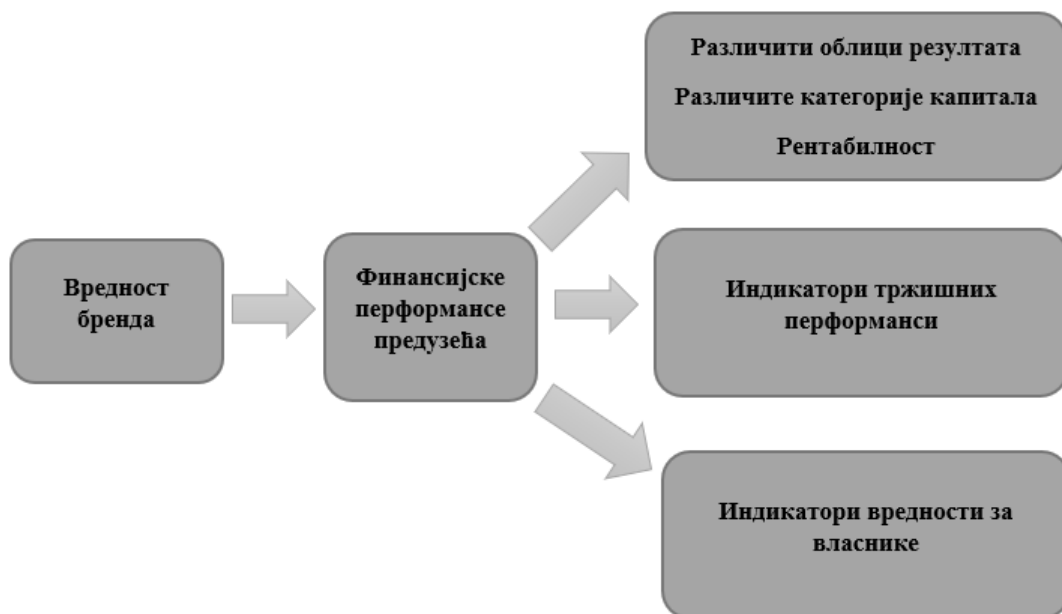 Вредност
бренда
Финансијске
перформансе
предузећа
Различити облици резултата
Различите категорије капитала
Рентабилност
Индикатори тржишних
перформанси
Индикатори вредности за
власнике